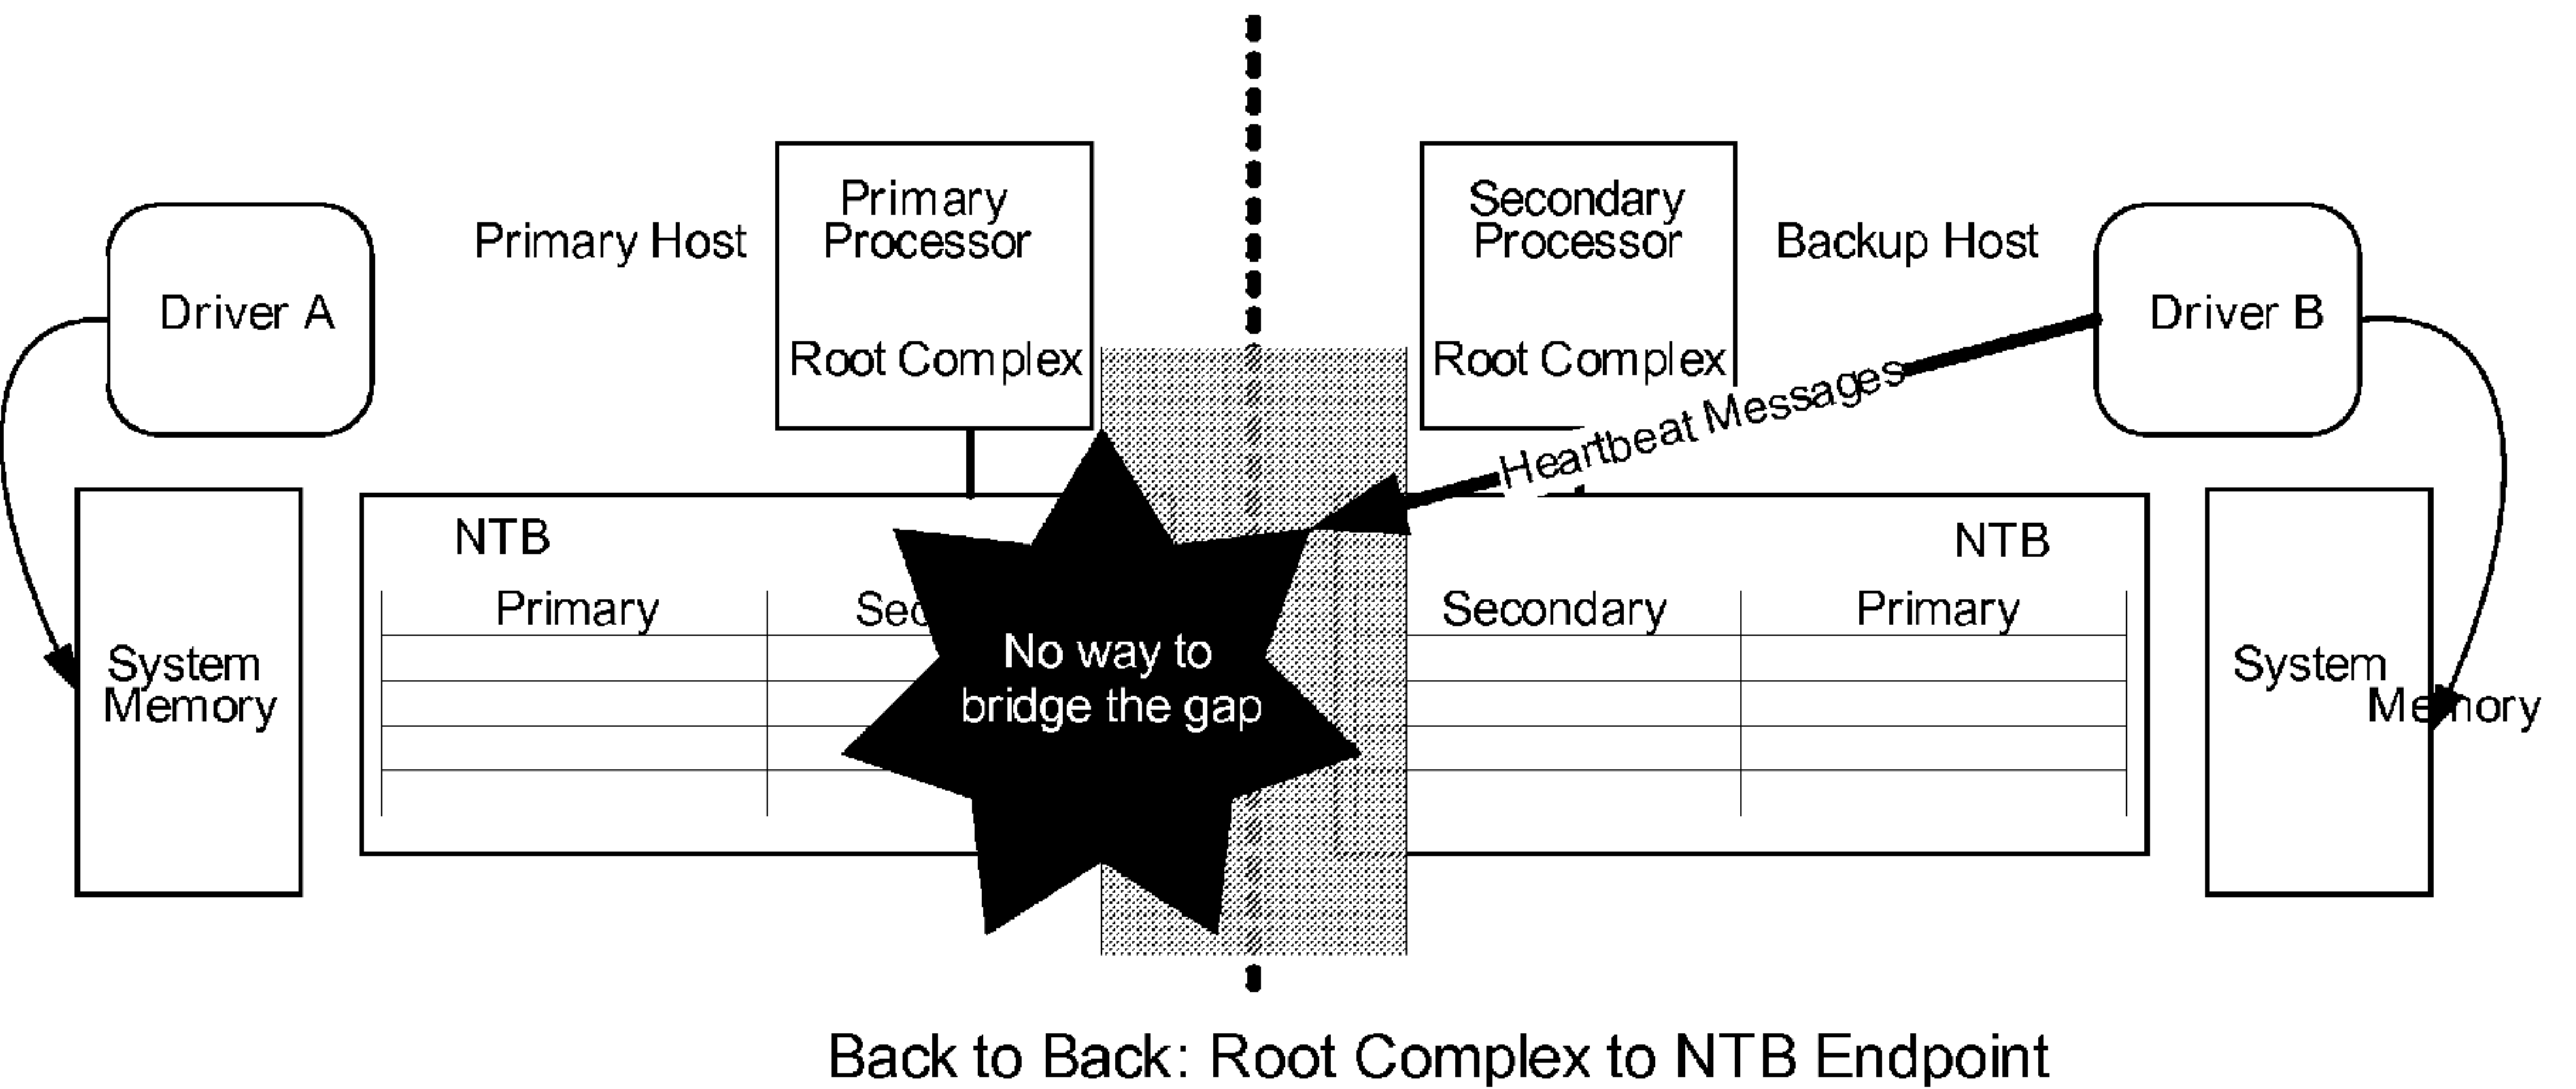 Primary
Processor
Root Complex
Secondary
Processor
Root Complex
Primary Host
Backup Host
Driver A
Driver B
Heartbeat Messages
NTB
NTB
Primary
Sec
Secondary
Primary
System
Memory
No way to
bridge the gap
System
Memory
Back to Back: Root Complex to NTB Endpoint